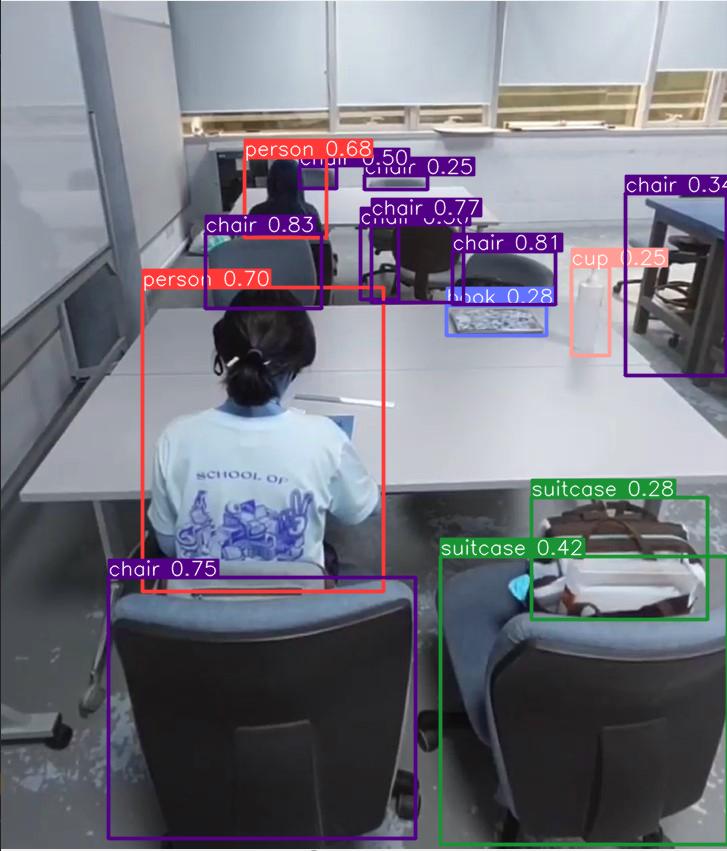 person 0.68
chair 0.50
chair 0.25
chair 0.34
chair 0.77
chair 0.83
chair 0.81
cup 0.25
person 0.70
book 0.28
SCHOOL OF
suitcase 0.28
suitcase 0.42
chair 0.75